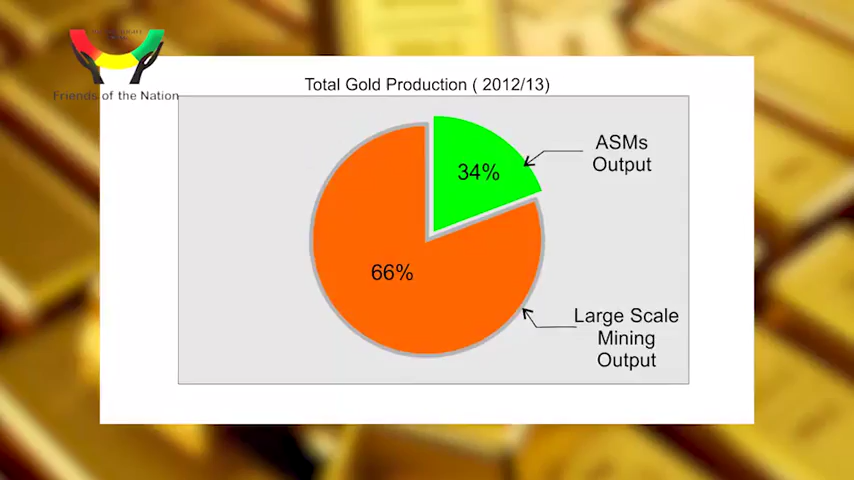 Friends of the Nation
Total Gold Production ( 2012/13)
34%
ASMs
Output
66%
Large Scale
Mining
Output